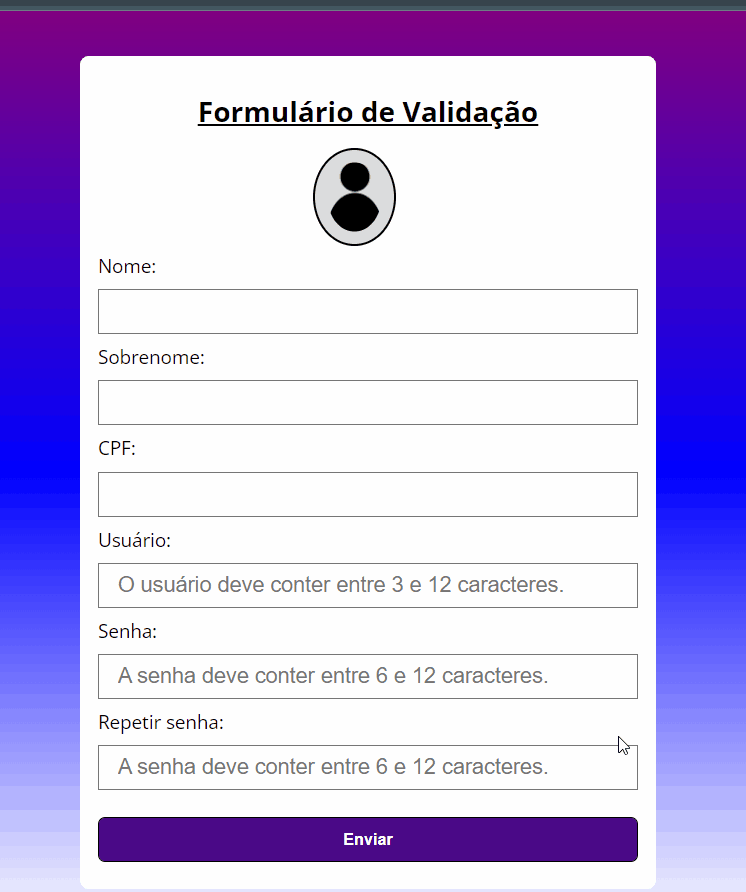 Formulário de Validação
Nome:
Sobrenome:
CPF:
Usuário:
O usuário deve conter entre 3 e 12 caracteres.
Senha:
A senha deve conter entre 6 e 12 caracteres.
Repetir senha:
A senha deve conter entre 6 e 12 caracteres.
Enviar